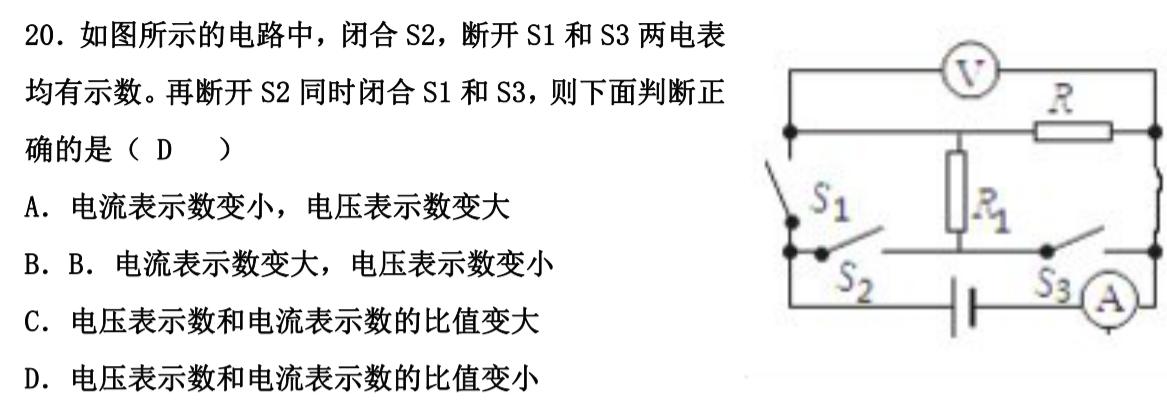 20. 如图所示的电路中，闭合 S2，断开 S1 和 S3 两电表
均有示数。再断开 S2 同时闭合 S1 和 S3，则下面判断正
确的是（ D ）
A. 电流表示数变小，电压表示数变大
B. B. 电流表示数变大，电压表示数变小
C. 电压表示数和电流表示数的比值变大
D. 电压表示数和电流表示数的比值变小
V
R
S1
R1
S2
S3
A